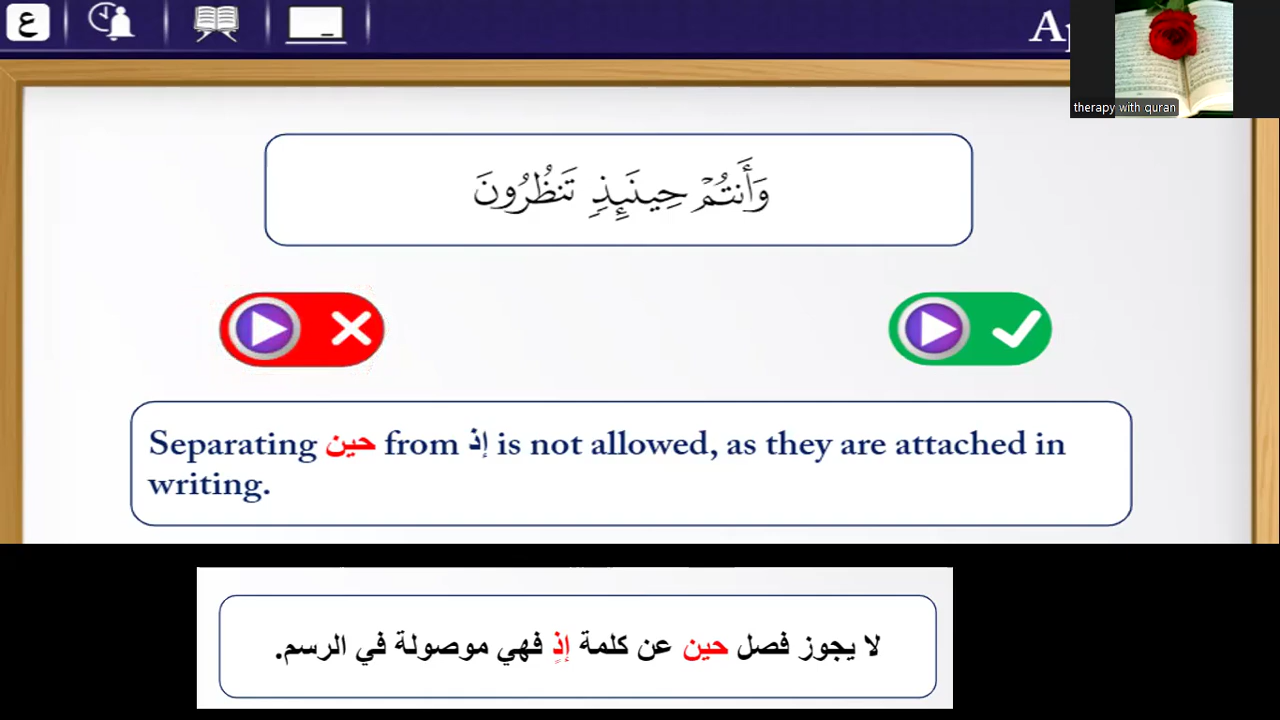 ع
A
therapy with quran
وَأَنتُمۡ حِينَئِذٖ تَنظُرُونَ
Separating حين from إذ is not allowed, as they are attached in
writing.
لا يجوز فصل حين عن كلمة إذٍ فهي موصولة في الرسم.